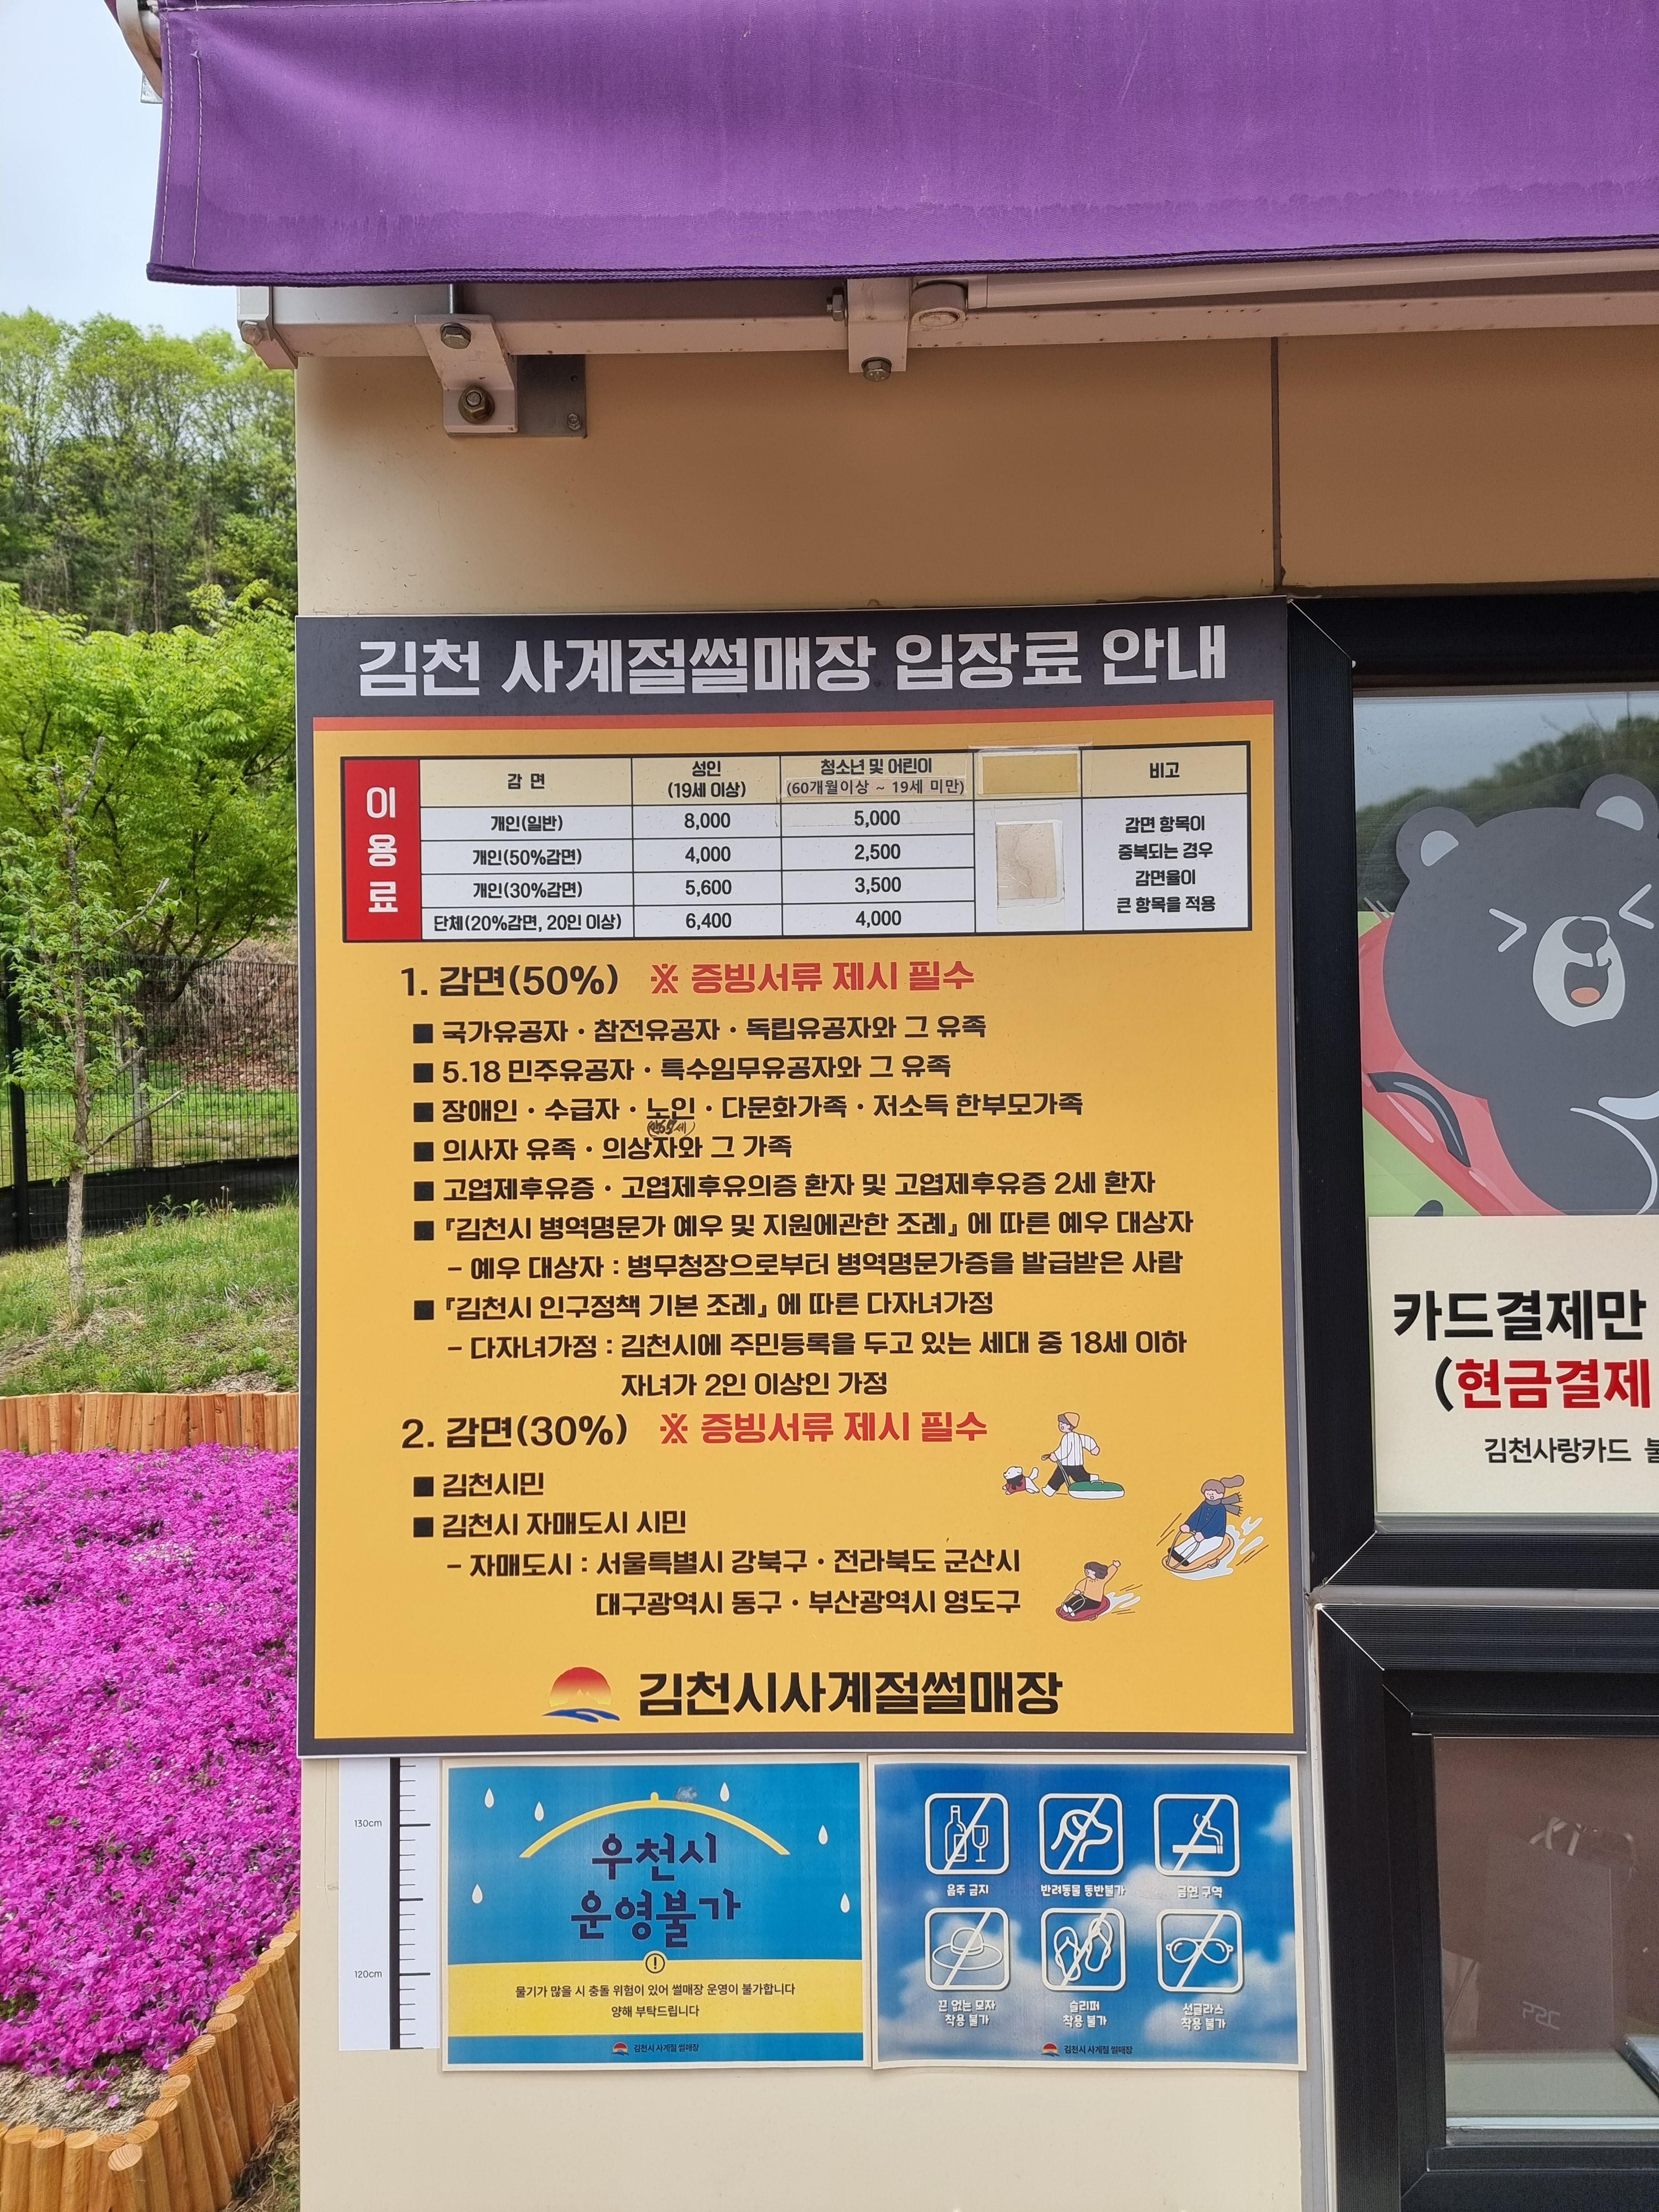 김천 사계절썰매장 입장료 안내
이용료
감 면
성인
(19세 이상)
청소년 및 어린이
(60개월이상 ~ 19세 미만)
비고
개인(일반) 8,000 5,000
개인(50%감면) 4,000 2,500
개인(30%감면) 5,600 3,500
단체(20%감면, 20인 이상) 6,400 4,000
감면 항목이
중복되는 경우
감면율이
큰 항목을 적용
1. 감면(50%) ※ 증빙서류 제시 필수
■ 국가유공자 · 참전유공자 · 독립유공자와 그 유족
■ 5.18 민주유공자 · 특수임무유공자와 그 유족
■ 장애인 · 수급자 · 노인 · 다문화가족 · 저소득 한부모가족
(만65세)
■ 의사자 유족 · 의상자와 그 가족
■ 고엽제후유증 · 고엽제후유의증 환자 및 고엽제후유증 2세 환자
■ 『김천시 병역명문가 예우 및 지원에관한 조례』에 따른 예우 대상자
– 예우 대상자 : 병무청장으로부터 병역명문가증을 발급받은 사람
■ 『김천시 인구정책 기본 조례』에 따른 다자녀가정
– 다자녀가정 : 김천시에 주민등록을 두고 있는 세대 중 18세 이하
자녀가 2인 이상인 가정
2. 감면(30%) ※ 증빙서류 제시 필수
■ 김천시민
■ 김천시 자매도시 시민
– 자매도시 : 서울특별시 강북구 · 전라북도 군산시
대구광역시 동구 · 부산광역시 영도구
김천시사계절썰매장
카드결제만
(현금결제
김천사랑카드
130cm
120cm
우천시
운영불가
물기가 많을 시 충돌 위험이 있어 썰매장 운영이 불가합니다
양해 부탁드립니다
김천시 사계절 썰매장
음주 금지
반려동물 동반불가
금연 구역
끈 없는 모자
착용 불가
슬리퍼
착용 불가
선글라스
착용 불가
김천시 사계절 썰매장